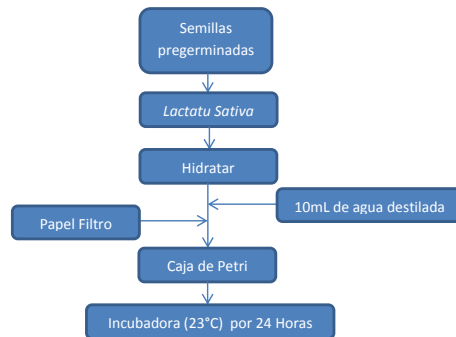 Semillas
pregerminadas
Lactatu Sativa
Hidratar
10mL de agua destilada
Papel Filtro
Caja de Petri
Incubadora (23°C) por 24 Horas